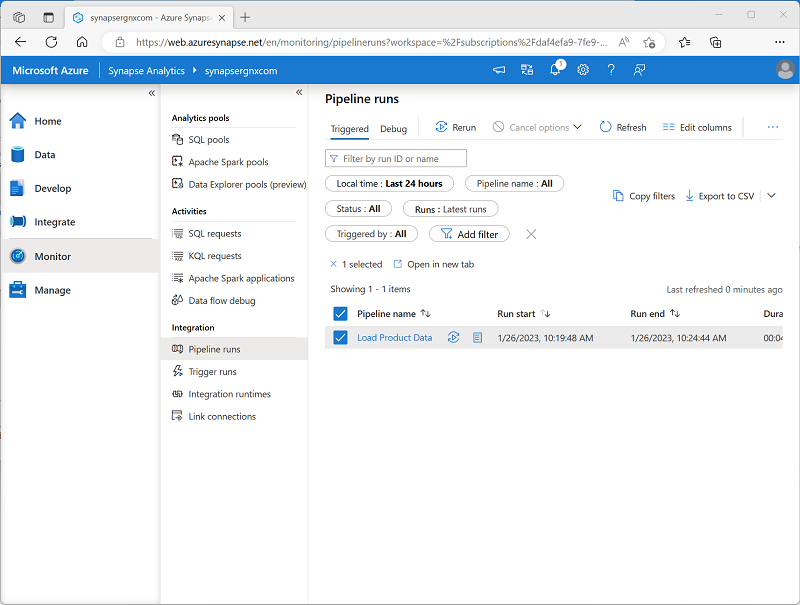 synapsergnxcom - Azure Synapse
https://web.azuresynapse.net/en/monitoring/pipelineruns?workspace=%2Fsubscriptions%2Fdaf4efa9-7fe9-...
Microsoft Azure Synapse Analytics synapsergnxcom 1
Home
Data
Develop
Integrate
Monitor
Manage
Analytics pools
SQL pools
Apache Spark pools
Data Explorer pools (preview)
Activities
SQL requests
KQL requests
Apache Spark applications
Data flow debug
Integration
Pipeline runs
Trigger runs
Integration runtimes
Link connections
Pipeline runs
Triggered Debug Rerun Cancel options Refresh Edit columns ...
Filter by run ID or name
Local time : Last 24 hours Pipeline name : All
Status : All Runs : Latest runs
Copy filters Export to CSV
Triggered by : All Add filter
1 selected Open in new tab
Showing 1 - 1 items Last refreshed 0 minutes ago
Pipeline name Run start Run end Dura
Load Product Data 1/26/2023, 10:19:48 AM 1/26/2023, 10:24:44 AM 00:04